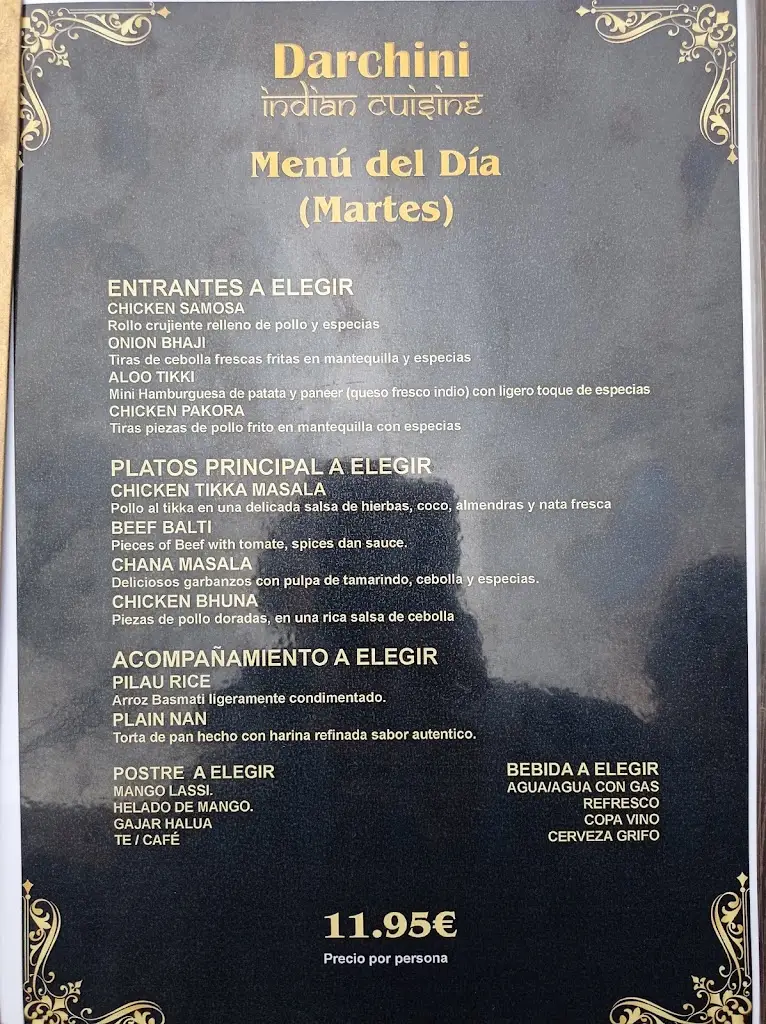 Darchini
indian cuisine
Menú del Día
(Martes)
ENTRANTES A ELEGIR
CHICKEN SAMOSA
Rollo crujiente relleno de pollo y especias
ONION BHAJI
Tiras de cebolla frescas fritas en mantequilla y especias
ALOO TIKKI
Mini Hamburguesa de patata y paneer (queso fresco indio) con ligero toque de especias
CHICKEN PAKORA
Tiras piezas de pollo frito en mantequilla con especias
PLATOS PRINCIPAL A ELEGIR
CHICKEN TIKKA MASALA
Pollo al tikka en una delicada salsa de hierbas, coco, almendras y nata fresca
BEEF BALTI
Pieces of Beef with tomate, spices dan sauce.
CHANA MASALA
Deliciosos garbanzos con pulpa de tamarindo, cebolla y especias.
CHICKEN BHUNA
Piezas de pollo doradas, en una rica salsa de cebolla
ACOMPAÑAMIENTO A ELEGIR
PILAU RICE
Arroz Basmati ligeramente condimentado.
PLAIN NAN
Torta de pan hecho con harina refinada sabor autentico.
POSTRE A ELEGIR
MANGO LASSI.
HELADO DE MANGO.
GAJAR HALUA
TE / CAFÉ
BEBIDA A ELEGIR
AGUA/AGUA CON GAS
REFRESCO
COPA VINO
CERVEZA GRIFO
11.95€
Precio por persona